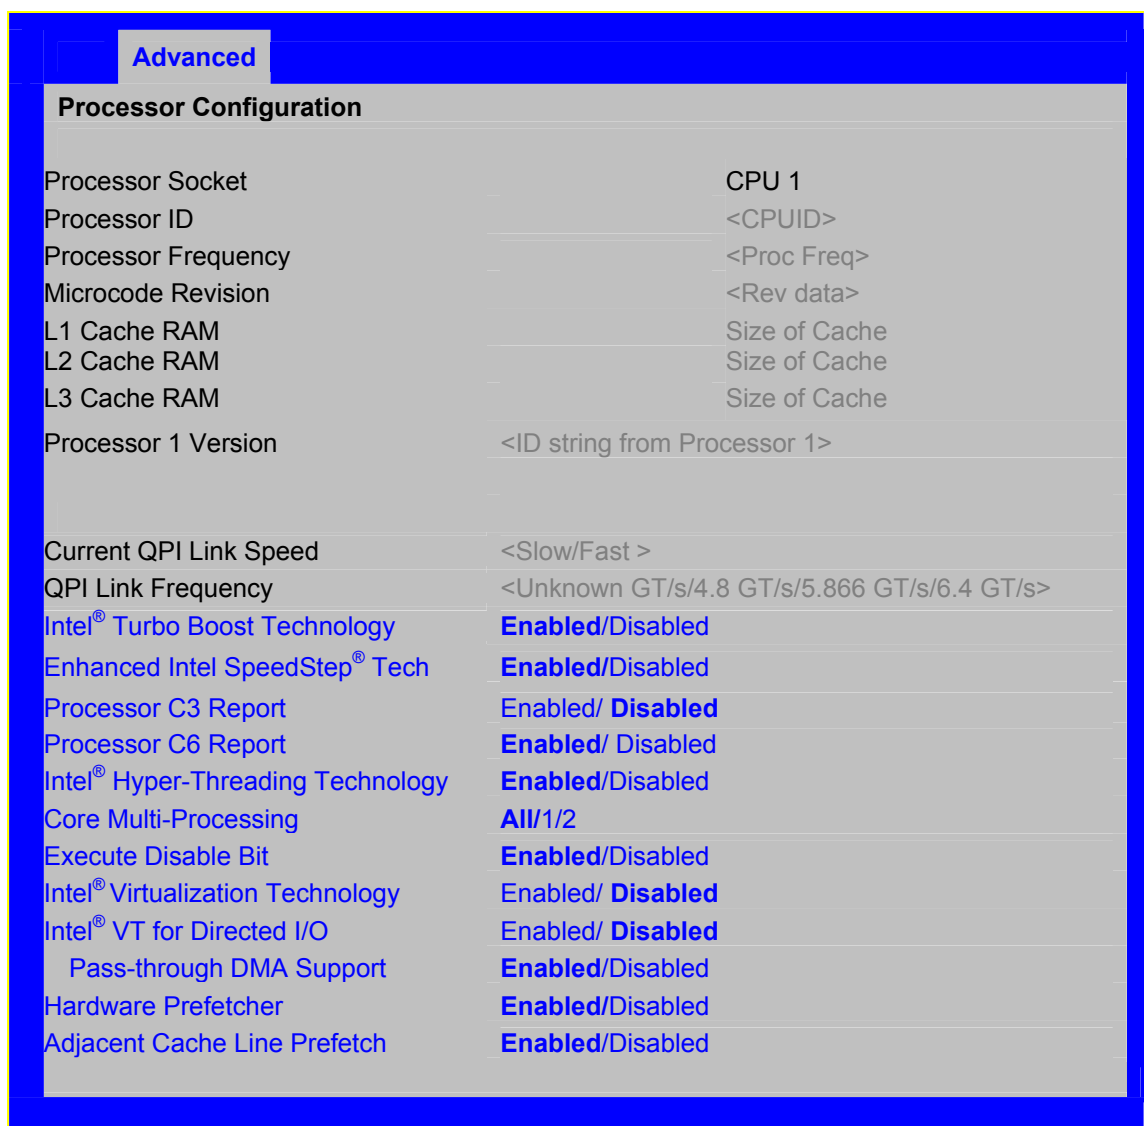 Advanced
Processor Configuration
Processor Socket CPU 1
Processor ID <CPUID>
Processor Frequency <Proc Freq>
Microcode Revision <Rev data>
L1 Cache RAM Size of Cache
L2 Cache RAM Size of Cache
L3 Cache RAM Size of Cache
Processor 1 Version <ID string from Processor 1>
Current QPI Link Speed <Slow/Fast >
QPI Link Frequency <Unknown GT/s/4.8 GT/s/5.866 GT/s/6.4 GT/s>
Intel® Turbo Boost Technology Enabled/Disabled
Enhanced Intel SpeedStep® Tech Enabled/Disabled
Processor C3 Report Enabled/ Disabled
Processor C6 Report Enabled/ Disabled
Intel® Hyper-Threading Technology Enabled/Disabled
Core Multi-Processing All/1/2
Execute Disable Bit Enabled/Disabled
Intel® Virtualization Technology Enabled/ Disabled
Intel® VT for Directed I/O Enabled/ Disabled
Pass-through DMA Support Enabled/Disabled
Hardware Prefetcher Enabled/Disabled
Adjacent Cache Line Prefetch Enabled/Disabled